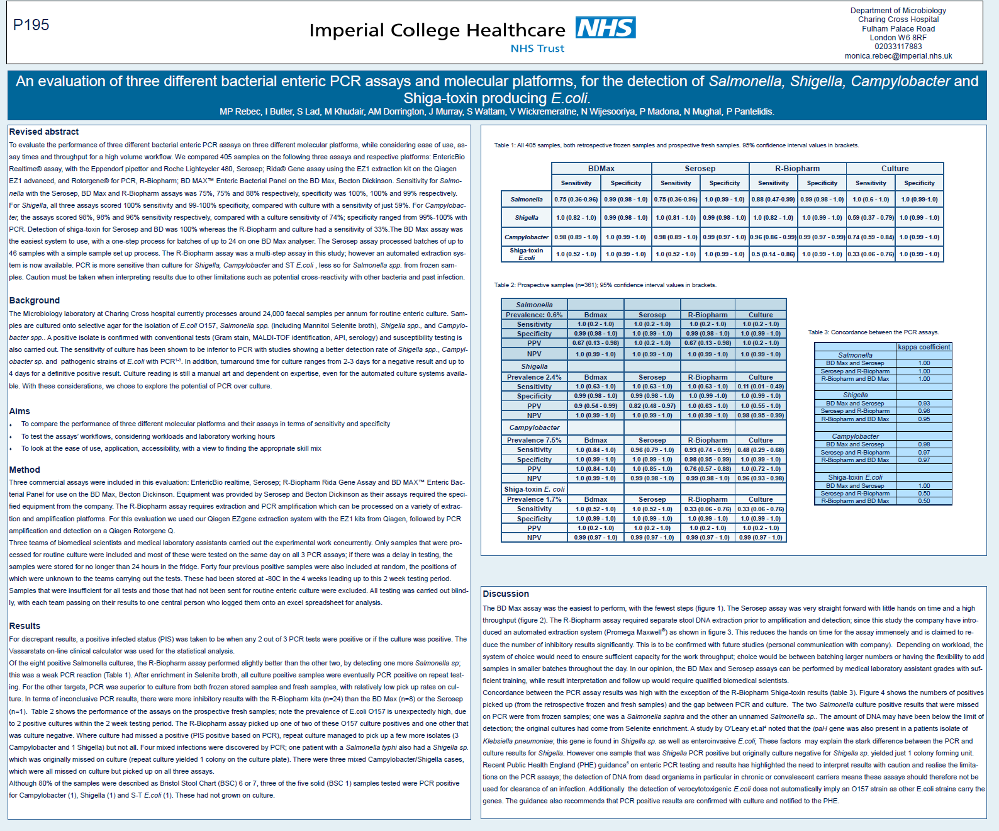 P195
Imperial College Healthcare NHS
NHS Trust
Department of Microbiology
Charing Cross Hospital
Fulham Palace Road
London W6 8RF
02033117883
monica.rebec@imperial.nhs.uk
An evaluation of three different bacterial enteric PCR assays and molecular platforms, for the detection of Salmonella, Shigella, Campylobacter and
Shiga-toxin producing E.coli.
MP Rebec, I Butler, S Lad, M Khudair, AM Dorrington, J Murray, S Wattam, V Wickremeratne, N Wijesooriya, P Madona, N Mughal, P Pantelidis.
Revised abstract
To evaluate the performance of three different bacterial enteric PCR assays on three different molecular platforms, while considering ease of use, as-
say times and throughput for a high volume workflow. We compared 405 samples on the following three assays and respective platforms: EntericBio
Realtime® assay, with the Eppendorf pipettor and Roche Lightcycler 480, Serosep; Rida® Gene assay using the EZ1 extraction kit on the Qiagen
EZ1 advanced, and Rotorgene® for PCR, R-Biopharm; BD MAX™ Enteric Bacterial Panel on the BD Max, Becton Dickinson. Sensitivity for Salmo-
nella with the Serosep, BD Max and R-Biopharm assays was 75%, 75% and 88% respectively, specificity was 100%, 100% and 99% respectively.
For Shigella, all three assays scored 100% sensitivity and 99-100% specificity, compared with culture with a sensitivity of just 59%. For Campylobac-
ter, the assays scored 98%, 98% and 96% sensitivity respectively, compared with a culture sensitivity of 74%; specificity ranged from 99%-100% with
PCR. Detection of shiga-toxin for Serosep and BD was 100% whereas the R-Biopharm and culture had a sensitivity of 33%.The BD Max assay was
the easiest system to use, with a one-step process for batches of up to 24 on one BD Max analyser. The Serosep assay processed batches of up to
46 samples with a simple sample set up process. The R-Biopharm assay was a multi-step assay in this study; however an automated extraction sys-
tem is now available. PCR is more sensitive than culture for Shigella, Campylobacter and ST E.coli , less so for Salmonella spp. from frozen sam-
ples. Caution must be taken when interpreting results due to other limitations such as potential cross-reactivity with other bacteria and past infection.
Background
The Microbiology laboratory at Charing Cross hospital currently processes around 24,000 faecal samples per annum for routine enteric culture. Sam-
ples are cultured onto selective agar for the isolation of E.coli O157, Salmonella spp. (including Mannitol Selenite broth), Shigella spp., and Campylo-
bacter spp.. A positive isolate is confirmed with conventional tests (Gram stain, MALDI-TOF identification, API, serology) and susceptibility testing is
also carried out. The sensitivity of culture has been shown to be inferior to PCR with studies showing a better detection rate of Shigella spp., Campyl-
obacter sp. and pathogenic strains of E.coli with PCR¹·³. In addition, turnaround time for culture ranges from 2-3 days for a negative result and up to
4 days for a definitive positive result. Culture reading is still a manual art and dependent on expertise, even for the automated culture systems availa-
ble. With these considerations, we chose to explore the potential of PCR over culture.
Aims
♦ To compare the performance of three different molecular platforms and their assays in terms of sensitivity and specificity
♦ To test the assays' workflows, considering workloads and laboratory working hours
♦ To look at the ease of use, application, accessibility, with a view to finding the appropriate skill mix
Method
Three commercial assays were included in this evaluation: EntericBio realtime, Serosep; R-Biopharm Rida Gene Assay and BD MAX™ Enteric Bac-
terial Panel for use on the BD Max, Becton Dickinson. Equipment was provided by Serosep and Becton Dickinson as their assays required the speci-
fied equipment from the company. The R-Biopharm assay requires extraction and PCR amplification which can be processed on a variety of extrac-
tion and amplification platforms. For this evaluation we used our Qiagen EZgene extraction system with the EZ1 kits from Qiagen, followed by PCR
amplification and detection on a Qiagen Rotorgene Q.
Three teams of biomedical scientists and medical laboratory assistants carried out the experimental work concurrently. Only samples that were pro-
cessed for routine culture were included and most of these were tested on the same day on all 3 PCR assays; if there was a delay in testing, the
samples were stored for no longer than 24 hours in the fridge. Forty four previous positive samples were also included at random, the positions of
which were unknown to the teams carrying out the tests. These had been stored at -80C in the 4 weeks leading up to this 2 week testing period.
Samples that were insufficient for all tests and those that had not been sent for routine enteric culture were excluded. All testing was carried out blind-
ly, with each team passing on their results to one central person who logged them onto an excel spreadsheet for analysis.
Results
For discrepant results, a positive infected status (PIS) was taken to be when any 2 out of 3 PCR tests were positive or if the culture was positive. The
Vassarstats on-line clinical calculator was used for the statistical analysis.
Of the eight positive Salmonella cultures, the R-Biopharm assay performed slightly better than the other two, by detecting one more Salmonella sp;
this was a weak PCR reaction (Table 1). After enrichment in Selenite broth, all culture positive samples were eventually PCR positive on repeat test-
ing. For the other targets, PCR was superior to culture from both frozen stored samples and fresh samples, with relatively low pick up rates on cul-
ture. In terms of inconclusive PCR results, there were more inhibitory results with the R-Biopharm kits (n=24) than the BD Max (n=8) or the Serosep
(n=1). Table 2 shows the performance of the assays on the prospective fresh samples; note the prevalence of E.coli O157 is unexpectedly high, due
to 2 positive cultures within the 2 week testing period. The R-Biopharm assay picked up one of two of these O157 culture positives and one other that
was culture negative. Where culture had missed a positive (PIS positive based on PCR), repeat culture managed to pick up a few more isolates (3
Campylobacter and 1 Shigella) but not all. Four mixed infections were discovered by PCR; one patient with a Salmonella typhi also had a Shigella sp.
which was originally missed on culture (repeat culture yielded 1 colony on the culture plate). There were three mixed Campylobacter/Shigella cases,
which were all missed on culture but picked up on all three assays.
Although 80% of the samples were described as Bristol Stool Chart (BSC) 6 or 7, three of the five solid (BSC 1) samples tested were PCR positive
for Campylobacter (1), Shigella (1) and S-T E.coli (1). These had not grown on culture.
Table 1: All 405 samples, both retrospective frozen samples and prospective fresh samples. 95% confidence interval values in brackets.
BDMax Serosep R-Biopharm Culture
Sensitivity Specificity Sensitivity Specificity Sensitivity Specificity Sensitivity Specificity
Salmonella 0.75 (0.36-0.96) 0.99 (0.98 - 1.0) 0.75 (0.36-0.96) 1.0 (0.99 - 1.0) 0.88 (0.47-0.99) 0.99 (0.98 - 1.0) 1.0 (0.6 - 1.0) 1.0 (0.99-1.0)
Shigella 1.0 (0.82 - 1.0) 0.99 (0.98 - 1.0) 1.0 (0.81 - 1.0) 0.99 (0.98 - 1.0) 1.0 (0.82 - 1.0) 1.0 (0.99 - 1.0) 0.59 (0.37 - 0.79) 1.0 (0.99 - 1.0)
Campylobacter 0.98 (0.89 - 1.0) 1.0 (0.99 - 1.0) 0.98 (0.89 - 1.0) 0.99 (0.97 - 1.0) 0.96 (0.86 - 0.99) 0.99 (0.97 - 0.99) 0.74 (0.59 - 0.84) 1.0 (0.99 - 1.0)
Shiga-toxin
E.coli 1.0 (0.52 - 1.0) 1.0 (0.99 - 1.0) 1.0 (0.52 - 1.0) 1.0 (0.99 - 1.0) 0.5 (0.14 - 0.86) 1.0 (0.99 - 1.0) 0.33 (0.06 - 0.76) 1.0 (0.99 - 1.0)
Table 2: Prospective samples (n=361); 95% confidence interval values in brackets.
Salmonella
Prevalence: 0.6% Bdmax Serosep R-Biopharm Culture
Sensitivity 1.0 (0.2 - 1.0) 1.0 (0.2 - 1.0) 1.0 (0.2 - 1.0) 1.0 (0.2 - 1.0)
Specificity 0.99 (0.98 - 1.0) 1.0 (0.99 - 1.0) 0.99 (0.98 - 1.0) 1.0 (0.99 - 1.0)
PPV 0.67 (0.13 - 0.98) 1.0 (0.2 - 1.0) 0.67 (0.13 - 0.98) 1.0 (0.2 - 1.0)
NPV 1.0 (0.99 - 1.0) 1.0 (0.99 - 1.0) 1.0 (0.99 - 1.0) 1.0 (0.99 - 1.0)
Shigella
Prevalence 2.4% Bdmax Serosep R-Biopharm Culture
Sensitivity 1.0 (0.63 - 1.0) 1.0 (0.63 - 1.0) 1.0 (0.63 - 1.0) 0.11 (0.01 - 0.49)
Specificity 0.99 (0.98 - 1.0) 0.99 (0.98 - 1.0) 1.0 (0.99 -1.0) 1.0 (0.99 - 1.0)
PPV 0.9 (0.54 - 0.99) 0.82 (0.48 - 0.97) 1.0 (0.63 - 1.0) 1.0 (0.55 - 1.0)
NPV 1.0 (0.99 - 1.0) 1.0 (0.99 - 1.0) 1.0 (0.99 - 1.0) 0.98 (0.95 - 0.99)
Campylobacter
Prevalence 7.5% Bdmax Serosep R-Biopharm Culture
Sensitivity 1.0 (0.84 - 1.0) 0.96 (0.79 - 1.0) 0.93 (0.74 - 0.99) 0.48 (0.29 - 0.68)
Specificity 1.0 (0.99 - 1.0) 1.0 (0.99 - 1.0) 0.98 (0.95 - 0.99) 1.0 (0.99 - 1.0)
PPV 1.0 (0.84 - 1.0) 1.0 (0.85 - 1.0) 0.76 (0.57 - 0.88) 1.0 (0.72 - 1.0)
NPV 1.0 (0.99 - 1.0) 0.99 (0.98 - 1.0) 0.99 (0.98 - 1.0) 0.96 (0.93 - 0.98)
Shiga-toxin E. coli
Prevalence 1.7% Bdmax Serosep R-Biopharm Culture
Sensitivity 1.0 (0.52 - 1.0) 1.0 (0.52 - 1.0) 0.33 (0.06 - 0.76) 0.33 (0.06 - 0.76)
Specificity 1.0 (0.99 - 1.0) 1.0 (0.99 - 1.0) 1.0 (0.99 - 1.0) 1.0 (0.99 - 1.0)
PPV 1.0 (0.2 - 1.0) 1.0 (0.2 - 1.0) 1.0 (0.2 - 1.0) 1.0 (0.2 - 1.0)
NPV 0.99 (0.97 - 1.0) 0.99 (0.97 - 1.0) 0.99 (0.97 - 1.0) 0.99 (0.97 - 1.0)
Table 3: Concordance between the PCR assays.
kappa coefficient
Salmonella
BD Max and Serosep 1.00
Serosep and R-Biopharm 1.00
R-Biopharm and BD Max 1.00
Shigella
BD Max and Serosep 0.93
Serosep and R-Biopharm 0.98
R-Biopharm and BD Max 0.95
Campylobacter
BD Max and Serosep 0.98
Serosep and R-Biopharm 0.97
R-Biopharm and BD Max 0.97
Shiga-toxin E.coli
BD Max and Serosep 1.00
Serosep and R-Biopharm 0.50
R-Biopharm and BD Max 0.50
Discussion
The BD Max assay was the easiest to perform, with the fewest steps (figure 1). The Serosep assay was very straight forward with little hands on time and a high
throughput (figure 2). The R-Biopharm assay required separate stool DNA extraction prior to amplification and detection; since this study the company have intro-
duced an automated extraction system (Promega Maxwell®) as shown in figure 3. This reduces the hands on time for the assay immensely and is claimed to re-
duce the number of inhibitory results significantly. This is to be confirmed with future studies (personal communication with company). Depending on workload, the
system of choice would need to ensure sufficient capacity for the work throughput; choice would be between batching larger numbers or having the flexibility to add
samples in smaller batches throughout the day. In our opinion, the BD Max and Serosep assays can be performed by medical laboratory assistant grades with suf-
ficient training, while result interpretation and follow up would require qualified biomedical scientists.
Concordance between the PCR assay results was high with the exception of the R-Biopharm Shiga-toxin results (table 3). Figure 4 shows the numbers of positives
picked up (from the retrospective frozen and fresh samples) and the gap between PCR and culture. The two Salmonella culture positive results that were missed
on PCR were from frozen samples; one was a Salmonella saphra and the other an unnamed Salmonella sp.. The amount of DNA may have been below the limit of
detection; the original cultures had come from Selenite enrichment. A study by O'Leary et.al⁴ noted that the ipaH gene was also present in a patients isolate of
Klebsiella pneumoniae; this gene is found in Shigella sp. as well as enteroinvasive E.coli, These factors may explain the stark difference between the PCR and
culture results for Shigella. However one sample that was Shigella PCR positive but originally culture negative for Shigella sp. yielded just 1 colony forming unit.
Recent Public Health England (PHE) guidance⁵ on enteric PCR testing and results has highlighted the need to interpret results with caution and realise the limita-
tions on the PCR assays; the detection of DNA from dead organisms in particular in chronic or convalescent carriers means these assays should therefore not be
used for clearance of an infection. Additionally the detection of verocytotoxigenic E.coli does not automatically imply an O157 strain as other E.coli strains carry the
genes. The guidance also recommends that PCR positive results are confirmed with culture and notified to the PHE.